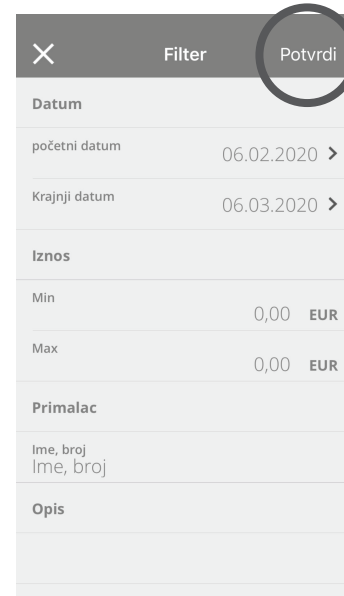 Filter
Potvrdi
Datum
početni datum
06.02.2020
Krajnji datum
06.03.2020
Iznos
Min
0,00 EUR
Max
0,00 EUR
Primalac
Ime, broj
Ime, broj
Opis